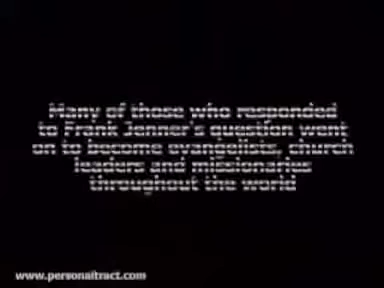 Many of those who responded
to Frank Jenner's question went
on to become evangelists, church
leaders and missionaries
throughout the world
www.personaltract.com